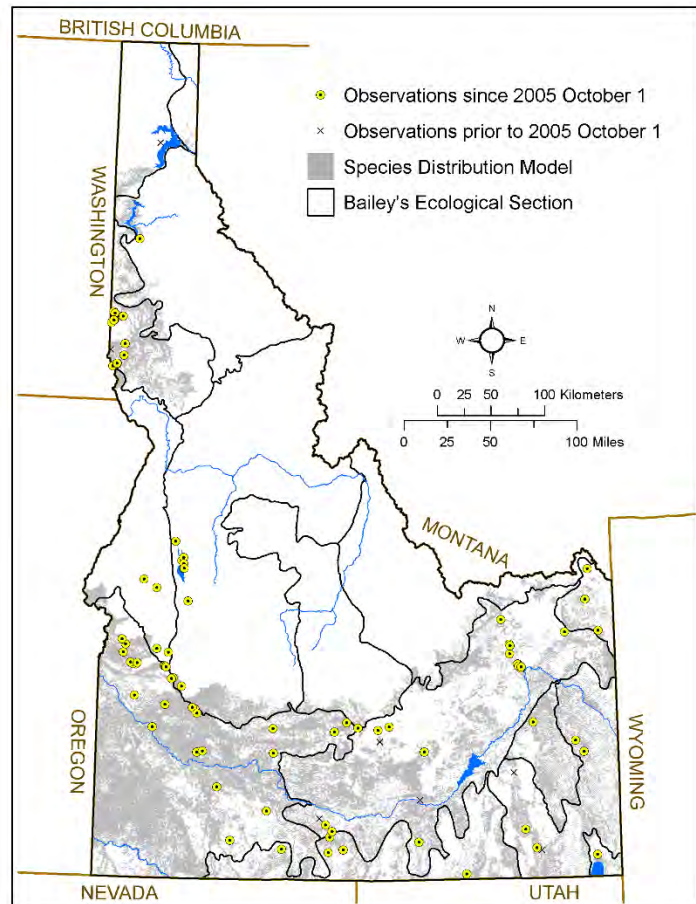 BRITISH COLUMBIA
Observations since 2005 October 1
Observations prior to 2005 October 1
Species Distribution Model
Bailey's Ecological Section
WASHINGTON
N
W E
S
0 25 50 100 Kilometers
0 25 50 100 Miles
MONTANA
OREGON
WYOMING
NEVADA UTAH